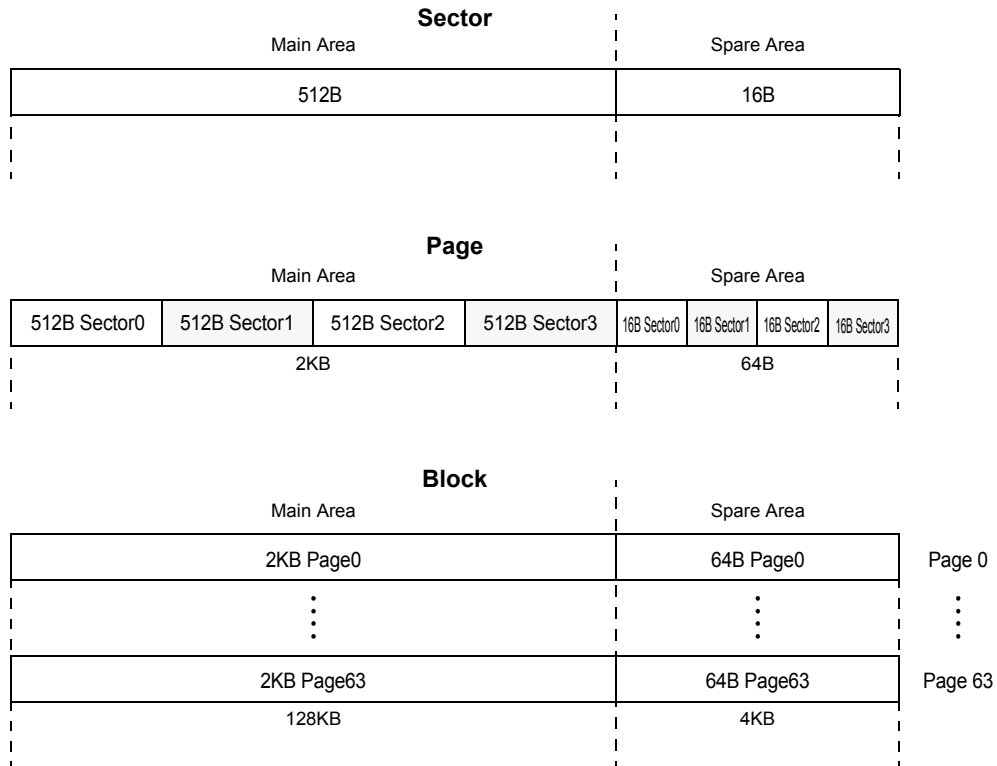 Sector
Main Area Spare Area
512B 16B
Page
Main Area Spare Area
512B Sector0 512B Sector1 512B Sector2 512B Sector3 16B Sector0 16B Sector1 16B Sector2 16B Sector3
2KB 64B
Block
Main Area Spare Area
2KB Page0 64B Page0 Page 0
2KB Page63 64B Page63 Page 63
128KB 4KB